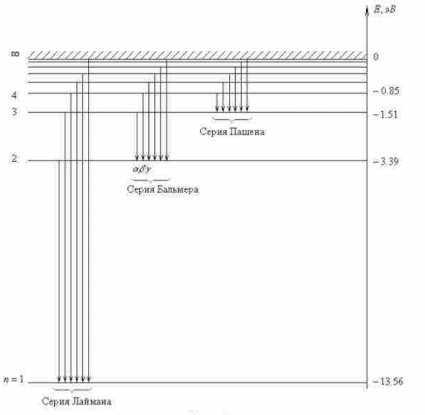 E, эВ
∞
0
4
−0.85
3
−1.51
Серия Пашена
2
−3.39
αβγ
Серия Бальмера
n = 1
−13.56
Серия Лаймана